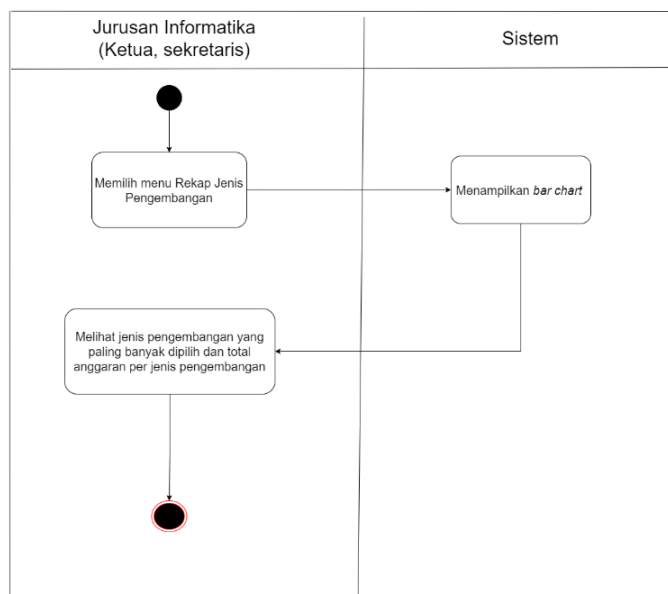 Jurusan Informatika
(Ketua, sekretaris)
Sistem
Memilih menu Rekap Jenis
Pengembangan
Menampilkan bar chart
Melihat jenis pengembangan yang
paling banyak dipilih dan total
anggaran per jenis pengembangan